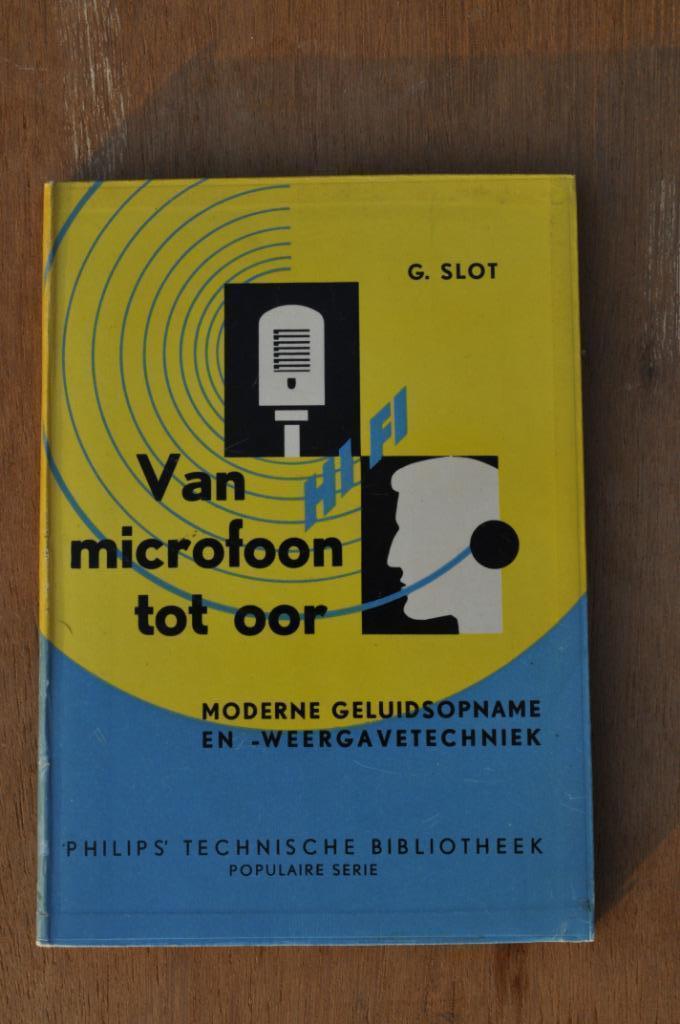 G. SLOT
HI FI
Van
microfoon
tot oor
MODERNE GELUIDSOPNAME
EN -WEERGAVETECHNIEK
'PHILIPS' TECHNISCHE BIBLIOTHEEK
POPULAIRE SERIE